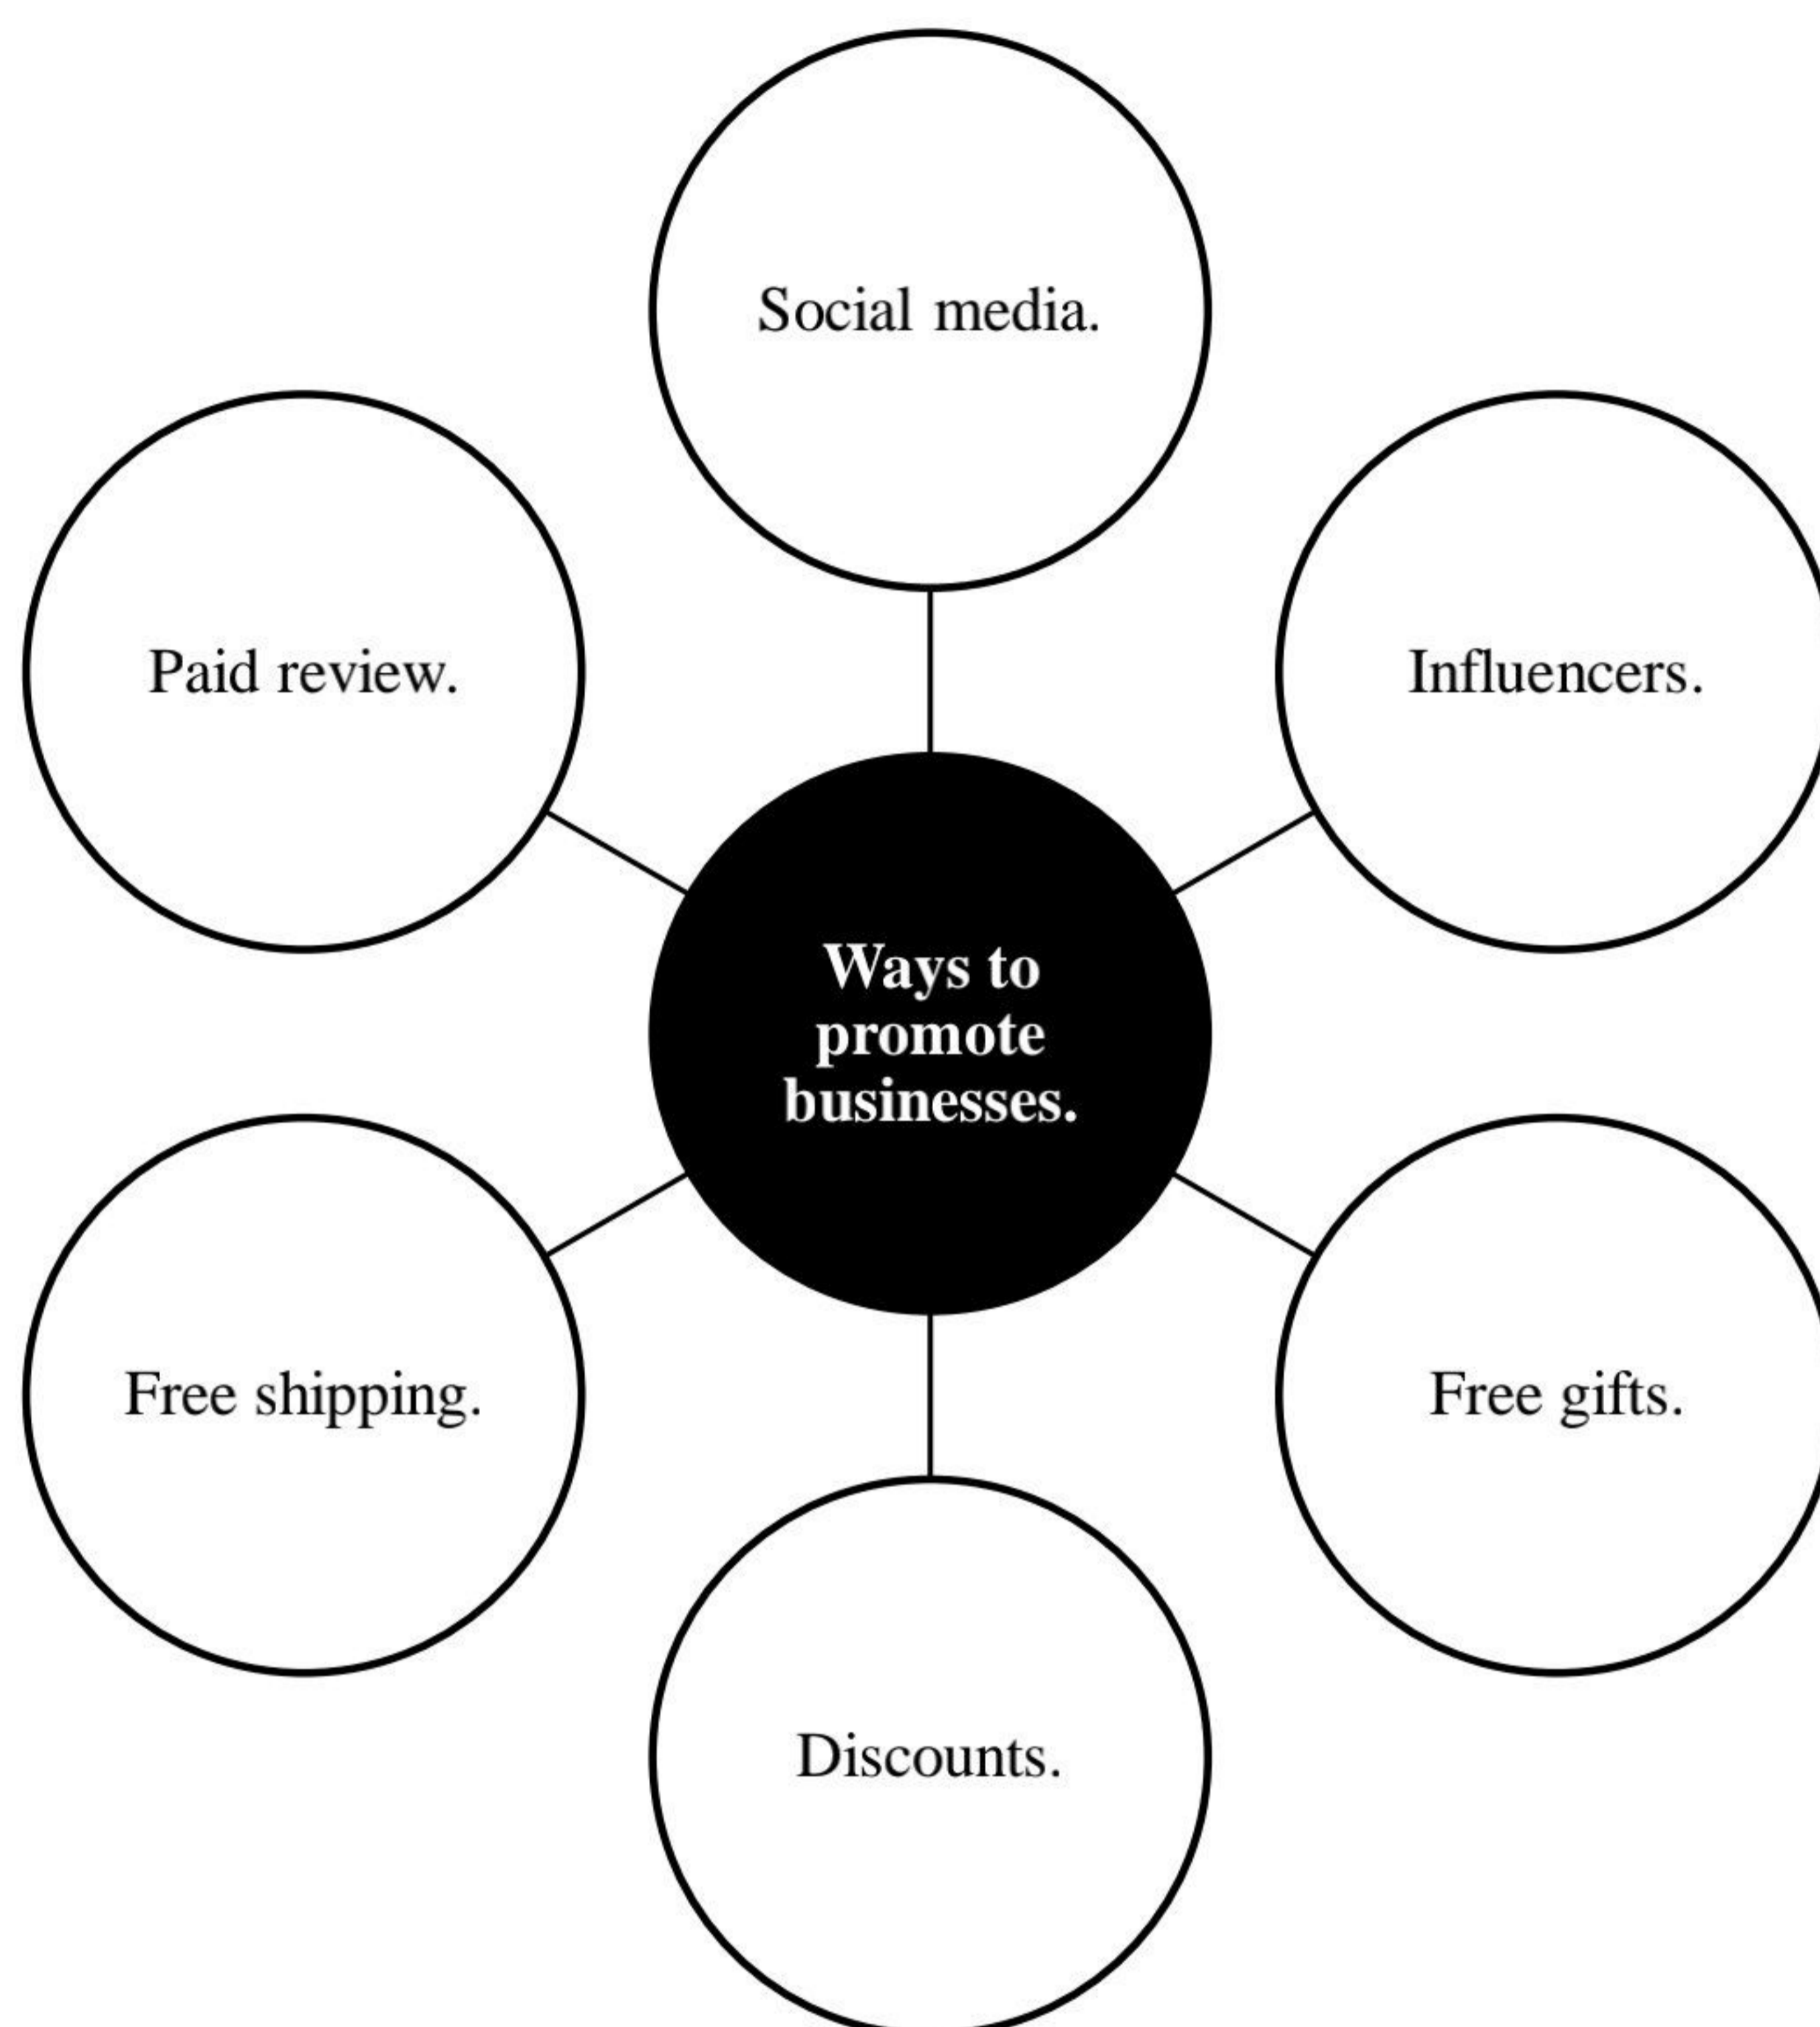 Social media.
Paid review.
Influencers.
Ways to
promote
businesses.
Free shipping.
Free gifts.
Discounts.